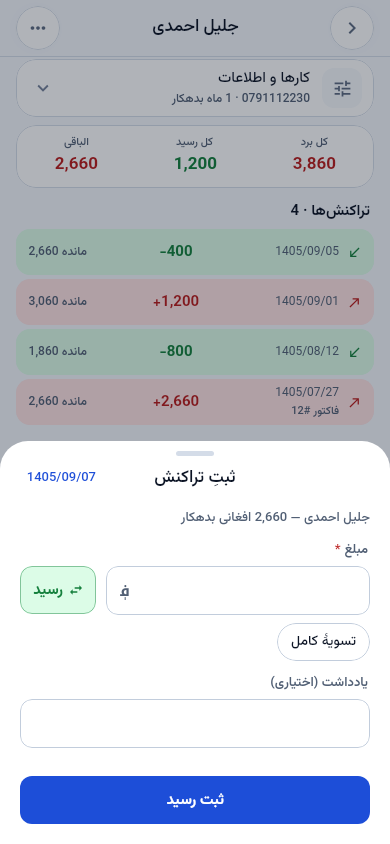 جلیل احمدی
کارها و اطلاعات
0791112230 · 1 ماه بدهکار
کل برد
کل رسید
الباقی
3,860
1,200
2,660
تراکنش‌ها · 4
1405/09/05
−400
مانده 2,660
1405/09/01
+1,200
مانده 3,060
1405/08/12
−800
مانده 1,860
1405/07/27
فاکتور #12
+2,660
مانده 2,660
ثبتِ تراکنش
1405/09/07
جلیل احمدی — 2,660 افغانی بدهکار
مبلغ *
؋
رسید
تسویهٔ کامل
یادداشت (اختیاری)
ثبت رسید